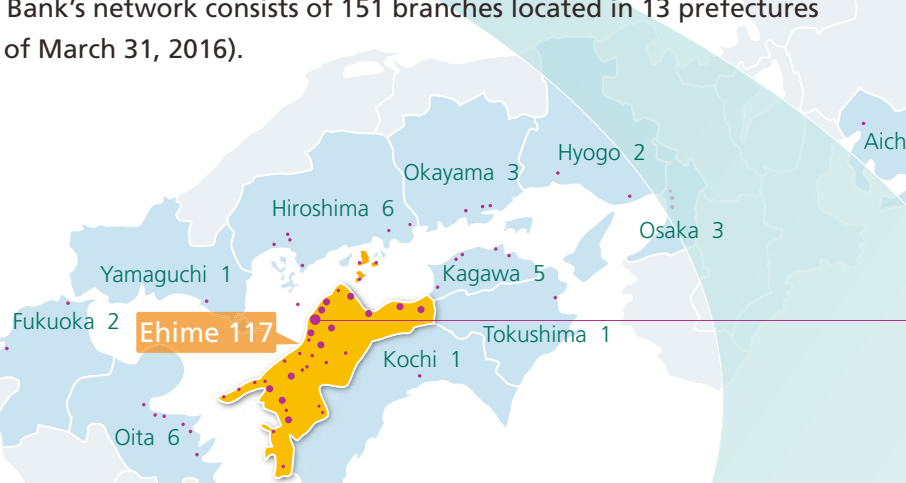 Bank's network consists of 151 branches located in 13 prefectures
of March 31, 2016).
Aich
Hyogo 2
Okayama 3
Hiroshima 6
Osaka 3
Yamaguchi 1
Kagawa 5
Fukuoka 2
Ehime 117
Tokushima 1
Kochi 1
Oita 6